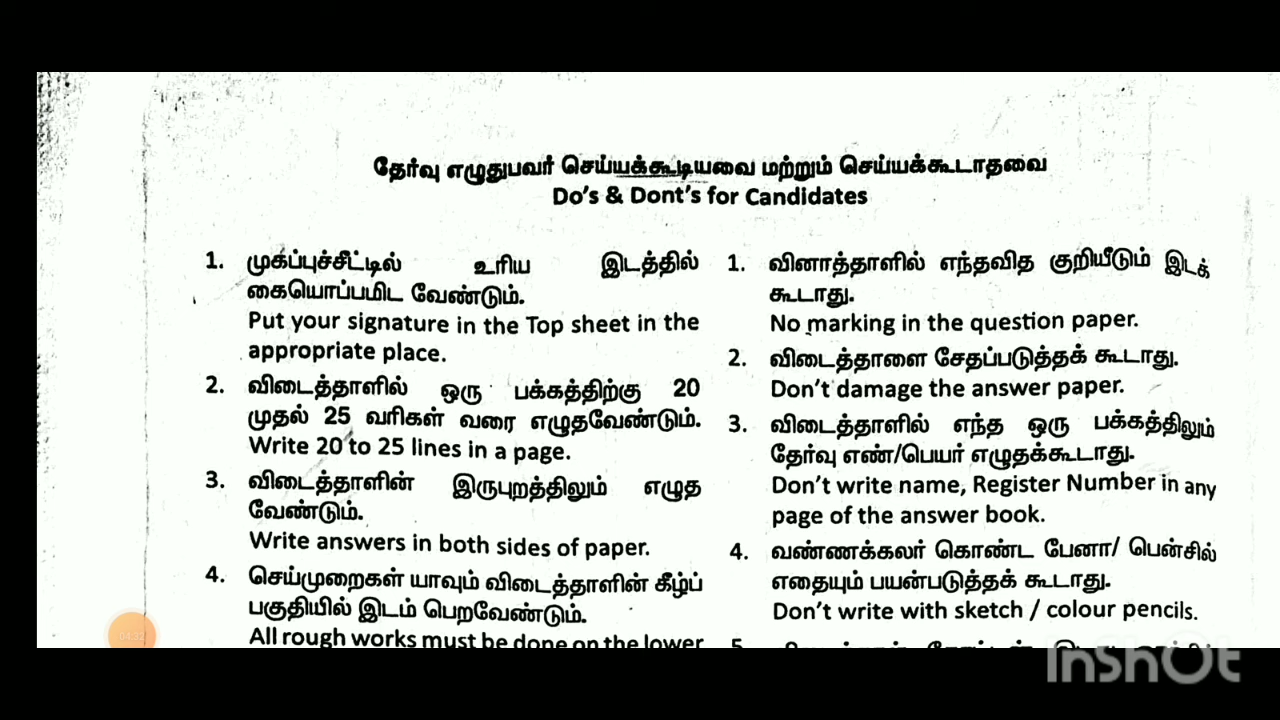 தேர்வு எழுதுபவர் செய்யக்கூடியவை மற்றும் செய்யக்கூடாதவை
Do's & Dont's for Candidates
1. முகப்புச்சீட்டில் உரிய இடத்தில்
கையொப்பமிட வேண்டும்.
Put your signature in the Top sheet in the
appropriate place.
2. விடைத்தாளில் ஒரு பக்கத்திற்கு 20
முதல் 25 வரிகள் வரை எழுதவேண்டும்.
Write 20 to 25 lines in a page.
3. விடைத்தாளின் இருபுறத்திலும் எழுத
வேண்டும்.
Write answers in both sides of paper.
4. செய்முறைகள் யாவும் விடைத்தாளின் கீழ்ப்
பகுதியில் இடம் பெறவேண்டும்.
All rough works must be done on the lower
1. வினாத்தாளில் எந்தவித குறியீடும் இடக்
கூடாது.
No marking in the question paper.
2. விடைத்தாளை சேதப்படுத்தக் கூடாது.
Don't damage the answer paper.
3. விடைத்தாளில் எந்த ஒரு பக்கத்திலும்
தேர்வு எண்/பெயர் எழுதக்கூடாது.
Don't write name, Register Number in any
page of the answer book.
4. வண்ணக்கலர் கொண்ட பேனா/ பென்சில்
எதையும் பயன்படுத்தக் கூடாது.
Don't write with sketch / colour pencils.
5.
04:32
InShOt